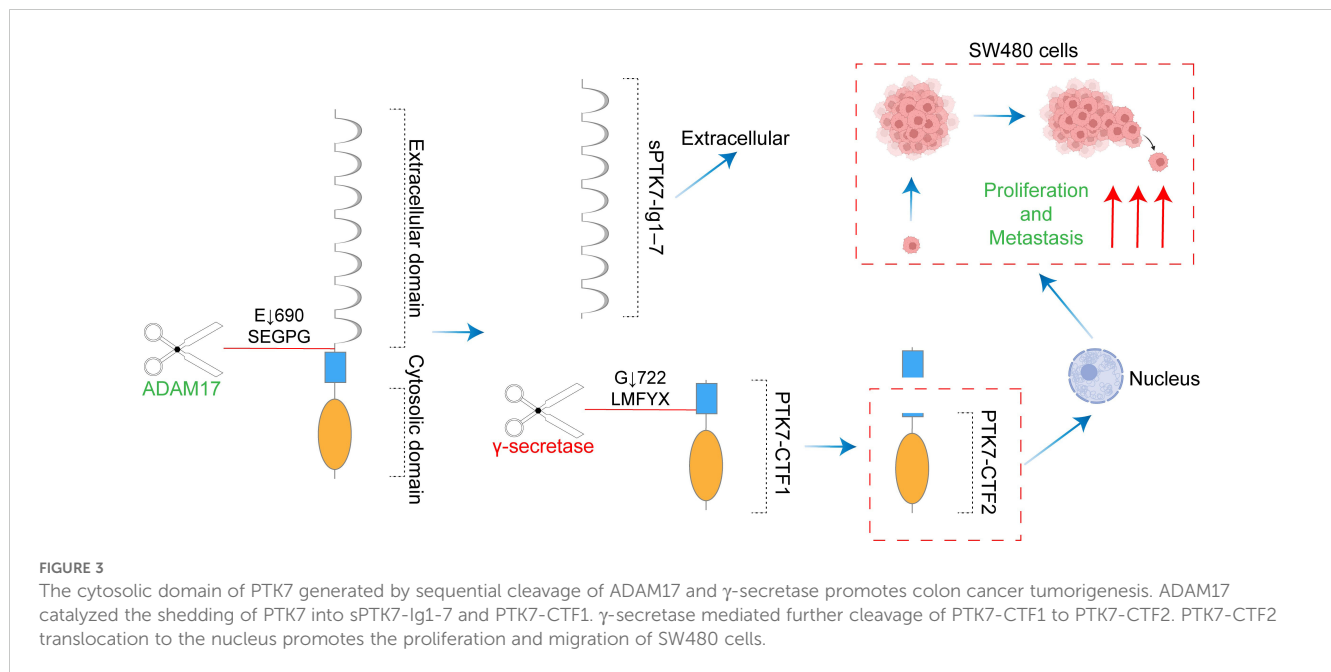 SW480 cells
Extracellular domain
Cytosolic domain
E↓690
SEGPG
ADAM17
sPTK7-Ig1–7
Extracellular
Proliferation
and
Metastasis
G↓722
LMFYX
γ-secretase
PTK7-CTF1
PTK7-CTF2
Nucleus
FIGURE 3
The cytosolic domain of PTK7 generated by sequential cleavage of ADAM17 and γ-secretase promotes colon cancer tumorigenesis. ADAM17
catalyzed the shedding of PTK7 into sPTK7-Ig1-7 and PTK7-CTF1. γ-secretase mediated further cleavage of PTK7-CTF1 to PTK7-CTF2. PTK7-CTF2
translocation to the nucleus promotes the proliferation and migration of SW480 cells.